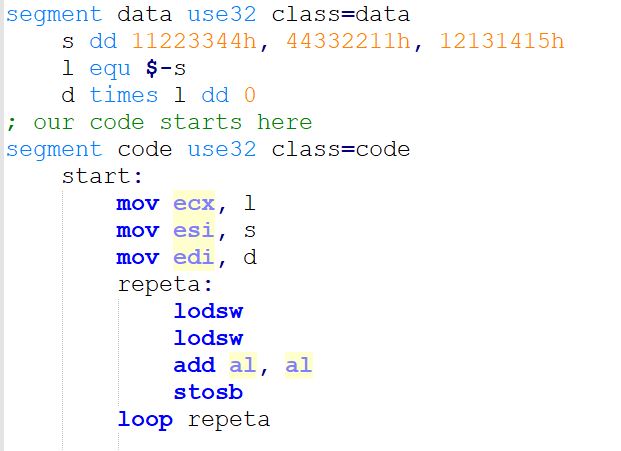 segment data use32 class=data
s dd 11223344h, 44332211h, 12131415h
l equ $-s
d times l dd 0
; our code starts here
segment code use32 class=code
start:
mov ecx, l
mov esi, s
mov edi, d
repeta:
lodsw
lodsw
add al, al
stosb
loop repeta